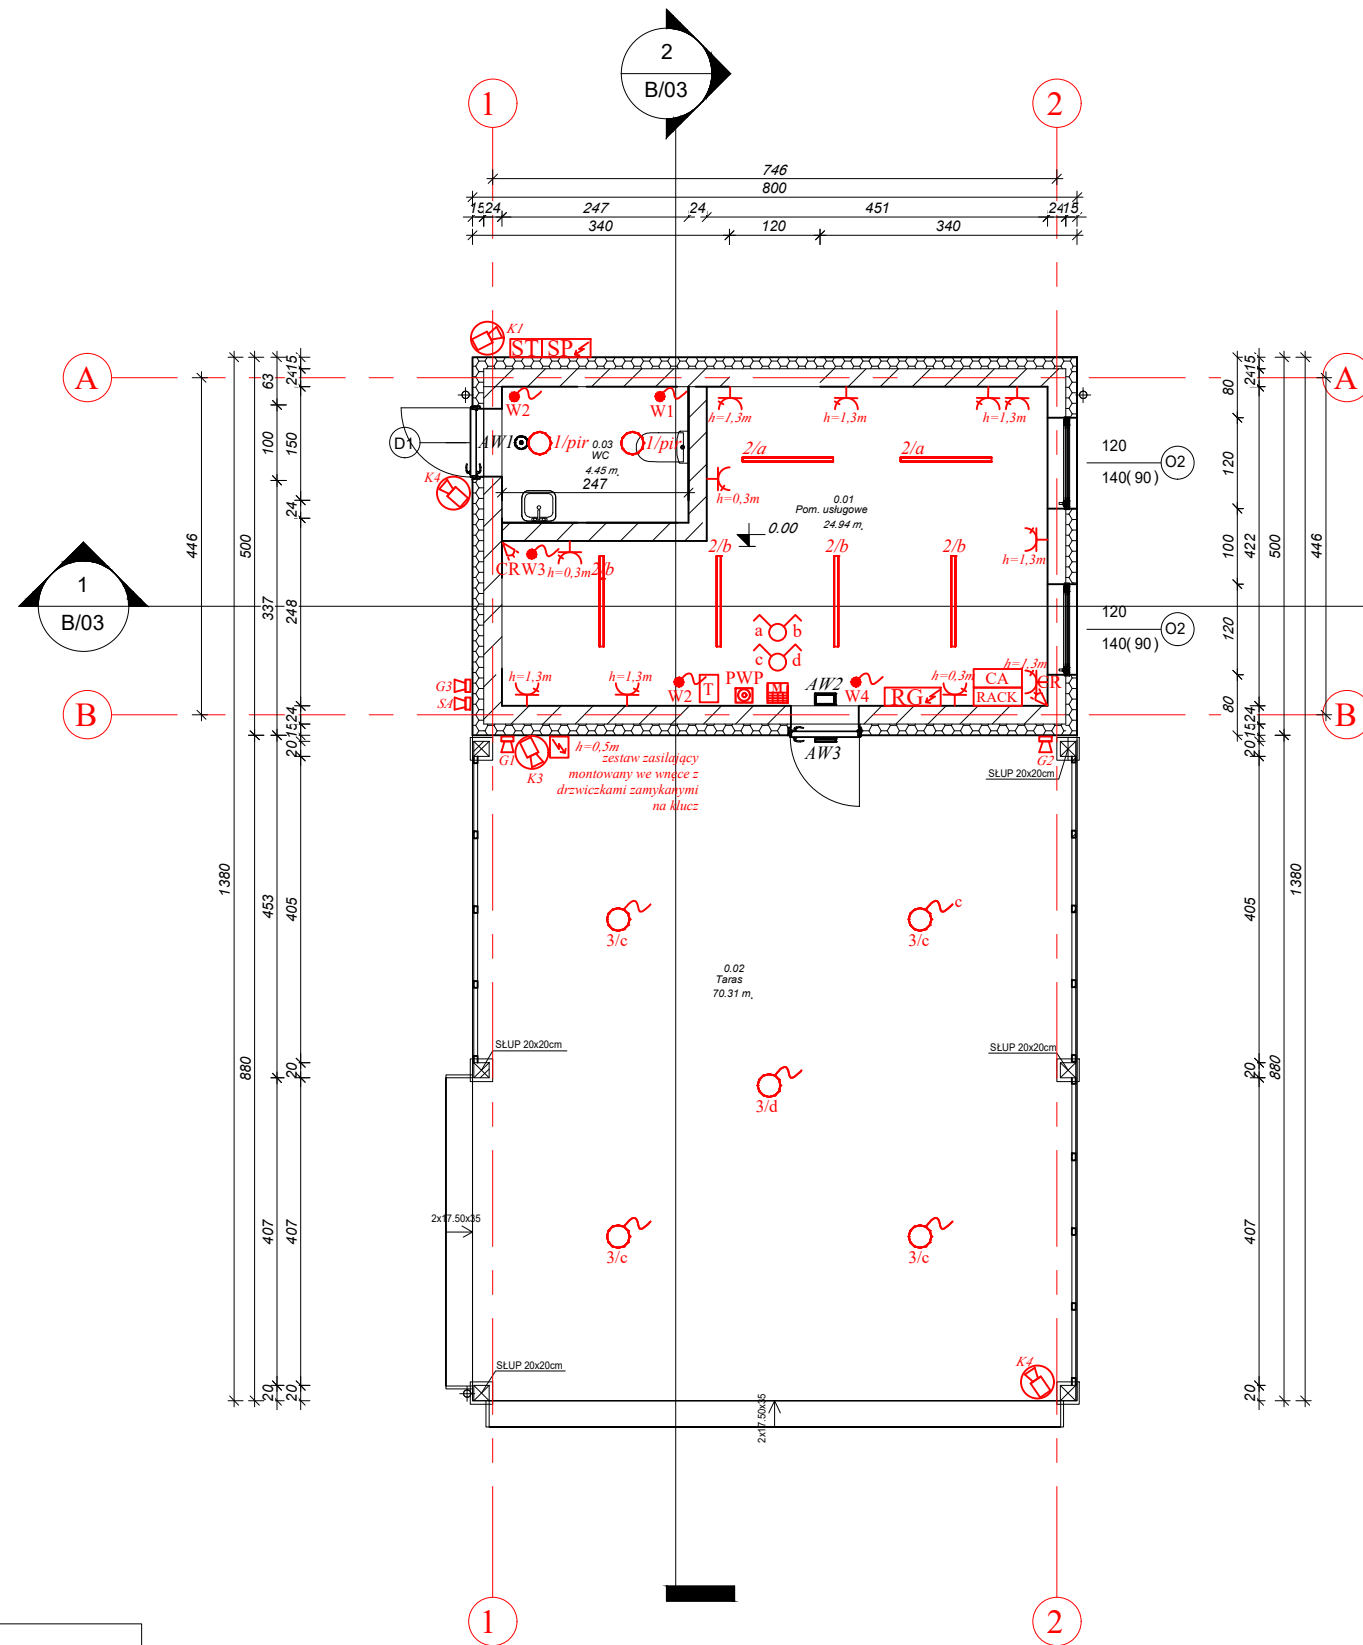 2
B/03
1
2
746
800
15 24 247 24 451 24 15
340 120 340
K1
ST SP
A
A
W2
W1
h=1,3m
h=1,3m
h=1,3m
D1
AW1
1/pir
0.03
WC
4.45 m
1/pir
2/a
2/a
120
140( 90 )
O2
K4
247
h=0,3m
0.01
Pom. usługowe
24.94 m
0.00
2/b
2/b
2/b
h=1,3m
CR
W3
h=0,3m
2/b
1
B/03
120
140( 90 )
O2
a
b
c
d
h=1,3m
h=1,3m
W2
T
PWP
M
AW2
W4
RG
h=0,3m
h=1,3m
CA
RACK
CR
G3
SA
B
B
G1
K3
h=0,5m
zestaw zasilający
montowany we wnęce z
drzwiczkami zamykanymi
na klucz
AW3
G2
SŁUP 20x20cm
3/c
c
3/c
0.02
Taras
70.31 m
SŁUP 20x20cm
SŁUP 20x20cm
3/d
2x17.50x35
3/c
3/c
SŁUP 20x20cm
K4
2x17.50x35
1
2
446
1380
500
880
63
100
337
453
407
20
15
24
150
24
248
24
15
20
405
20
407
20
80
120
100
120
80
15
24
422
24
15
20
405
20
407
20
500
880
1380
446